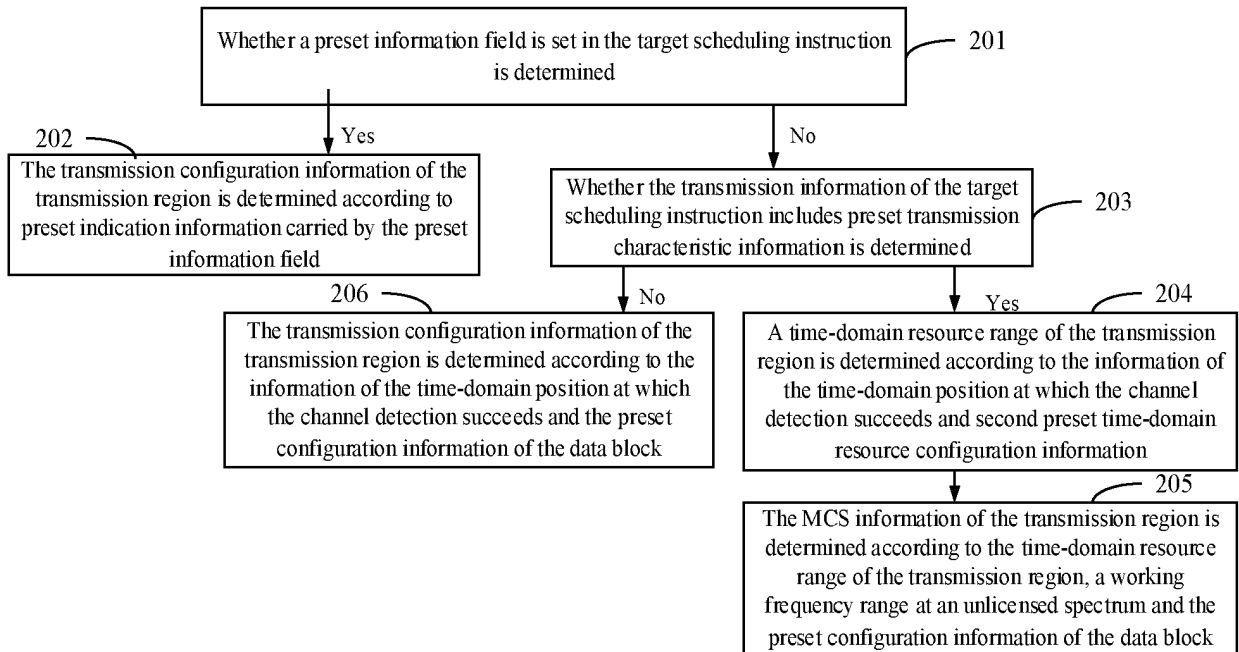 Whether a preset information field is set in the target scheduling instruction
is determined
201
Yes
No
202
The transmission configuration information of the
transmission region is determined according to
preset indication information carried by the preset
information field
Whether the transmission information of the target
scheduling instruction includes preset transmission
characteristic information is determined
203
No
Yes
206
The transmission configuration information of the
transmission region is determined according to the
information of the time-domain position at which
the channel detection succeeds and the preset
configuration information of the data block
204
A time-domain resource range of the transmission
region is determined according to the information of
the time-domain position at which the channel
detection succeeds and second preset time-domain
resource configuration information
205
The MCS information of the transmission region is
determined according to the time-domain resource
range of the transmission region, a working
frequency range at an unlicensed spectrum and the
preset configuration information of the data block